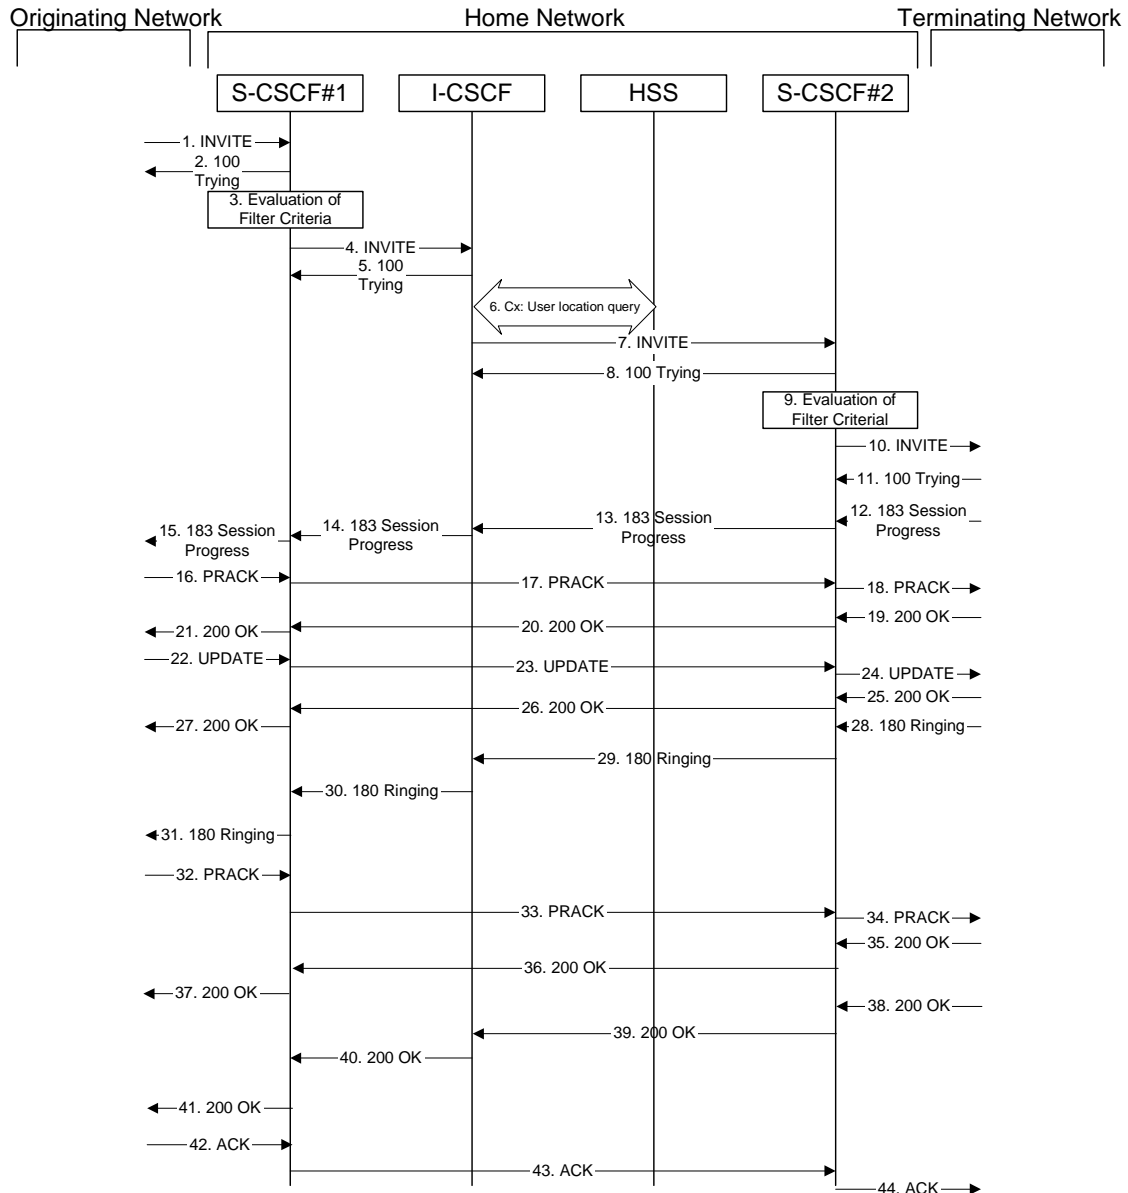 Originating Network
Home Network
Terminating Network
S-CSCF#1
I-CSCF
HSS
S-CSCF#2
1. INVITE
2. 100
Trying
3. Evaluation of
Filter Criteria
4. INVITE
5. 100
Trying
6. Cx: User location query
7. INVITE
8. 100 Trying
9. Evaluation of
Filter Criterial
10. INVITE
11. 100 Trying
12. 183 Session
Progress
13. 183 Session
Progress
14. 183 Session
Progress
15. 183 Session
Progress
16. PRACK
17. PRACK
18. PRACK
19. 200 OK
20. 200 OK
21. 200 OK
22. UPDATE
23. UPDATE
24. UPDATE
25. 200 OK
26. 200 OK
27. 200 OK
28. 180 Ringing
29. 180 Ringing
30. 180 Ringing
31. 180 Ringing
32. PRACK
33. PRACK
34. PRACK
35. 200 OK
36. 200 OK
37. 200 OK
38. 200 OK
39. 200 OK
40. 200 OK
41. 200 OK
42. ACK
43. ACK
44. ACK